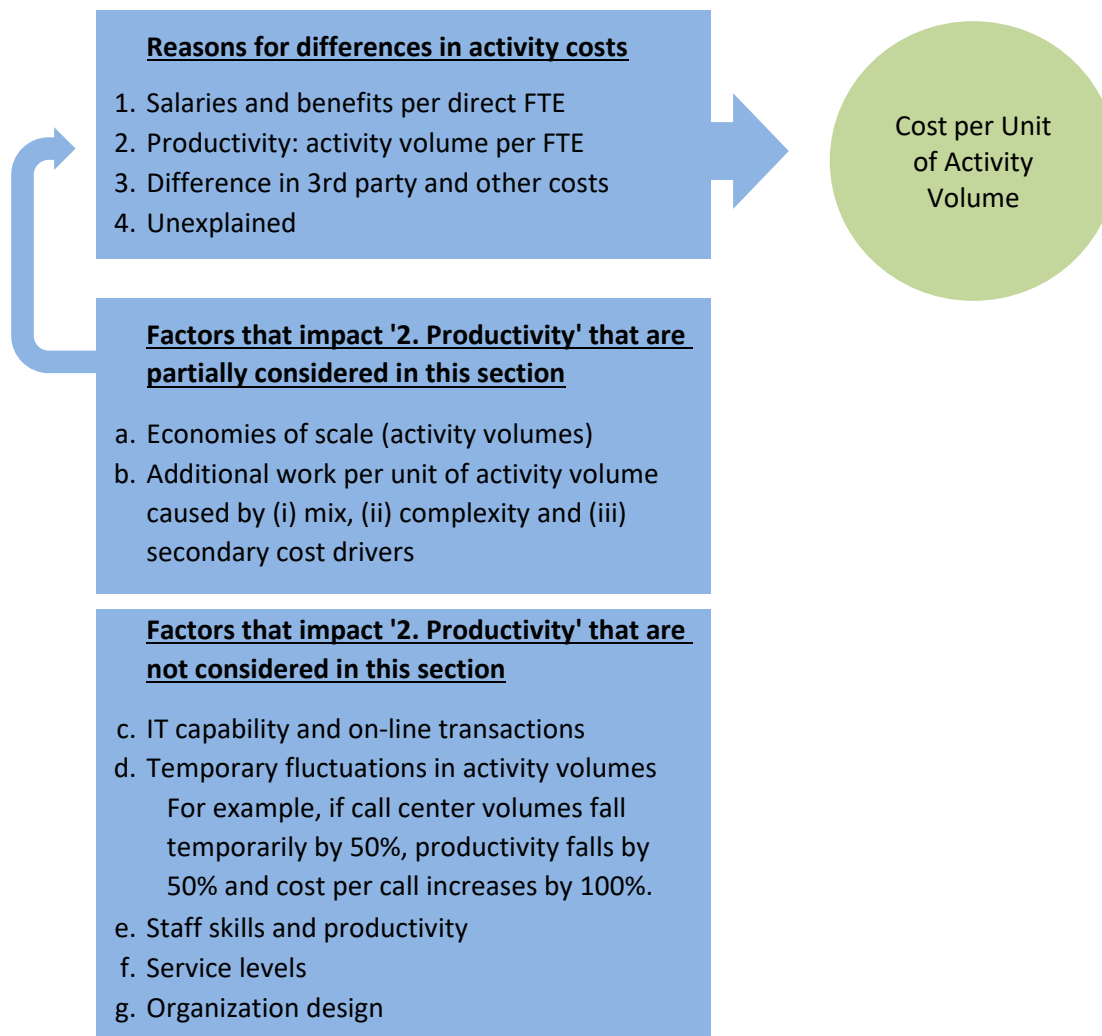 Reasons for differences in activity costs
1. Salaries and benefits per direct FTE
2. Productivity: activity volume per FTE
3. Difference in 3rd party and other costs
4. Unexplained
Cost per Unit
of Activity
Volume
Factors that impact '2. Productivity' that are
partially considered in this section
a. Economies of scale (activity volumes)
b. Additional work per unit of activity volume
caused by (i) mix, (ii) complexity and (iii)
secondary cost drivers
Factors that impact '2. Productivity' that are
not considered in this section
c. IT capability and on-line transactions
d. Temporary fluctuations in activity volumes
For example, if call center volumes fall
temporarily by 50%, productivity falls by
50% and cost per call increases by 100%.
e. Staff skills and productivity
f. Service levels
g. Organization design